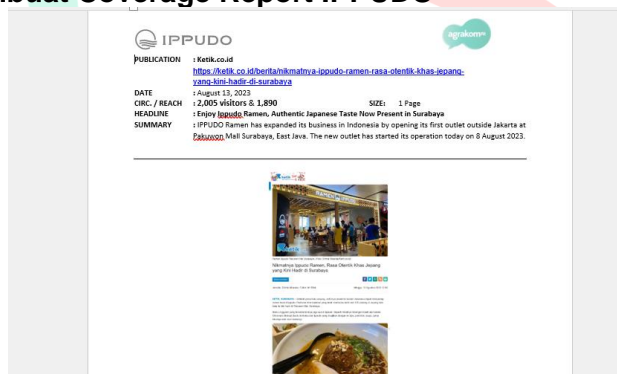 buat Coverage Report IPPUDO
IPPUDO
agrakom
PUBLICATION : Ketik.co.id
https://ketik.co.id/berita/nikmatnya-ippudo-ramen-rasa-otentik-khas-jepang-
yang-kini-hadir-di-surabaya
DATE : August 13, 2023
CIRC. / REACH : 2,005 visitors & 1,890 SIZE: 1 Page
HEADLINE : Enjoy Ippudo Ramen, Authentic Japanese Taste Now Present in Surabaya
SUMMARY : IPPUDO Ramen has expanded its business in Indonesia by opening its first outlet outside Jakarta at
Pakuwon Mall Surabaya, East Java. The new outlet has started its operation today on 8 August 2023.
Nikmatnya Ippudo Ramen, Rasa Otentik Khas Jepang
yang Kini Hadir di Surabaya